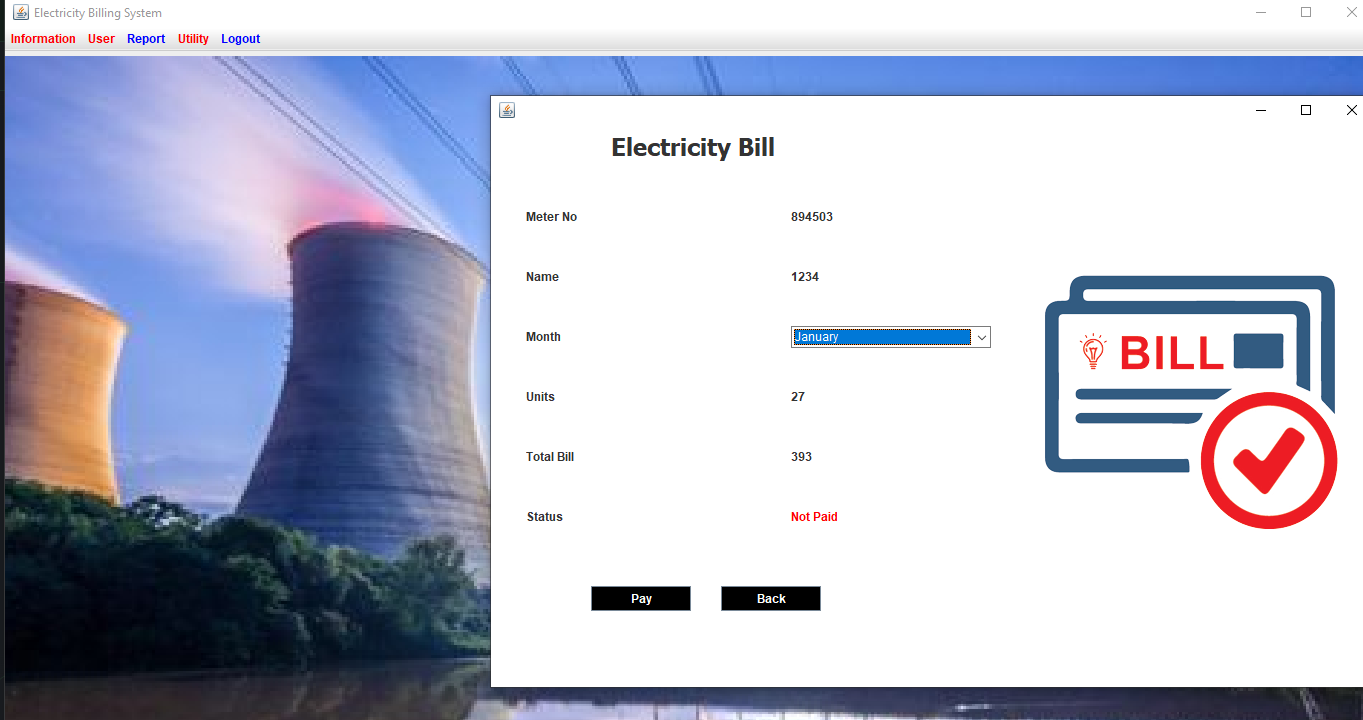 Electricity Billing System
Information User Report Utility Logout
Electricity Bill
Meter No 894503
Name 1234
Month January
Units 27
Total Bill 393
Status Not Paid
BILL
Pay Back